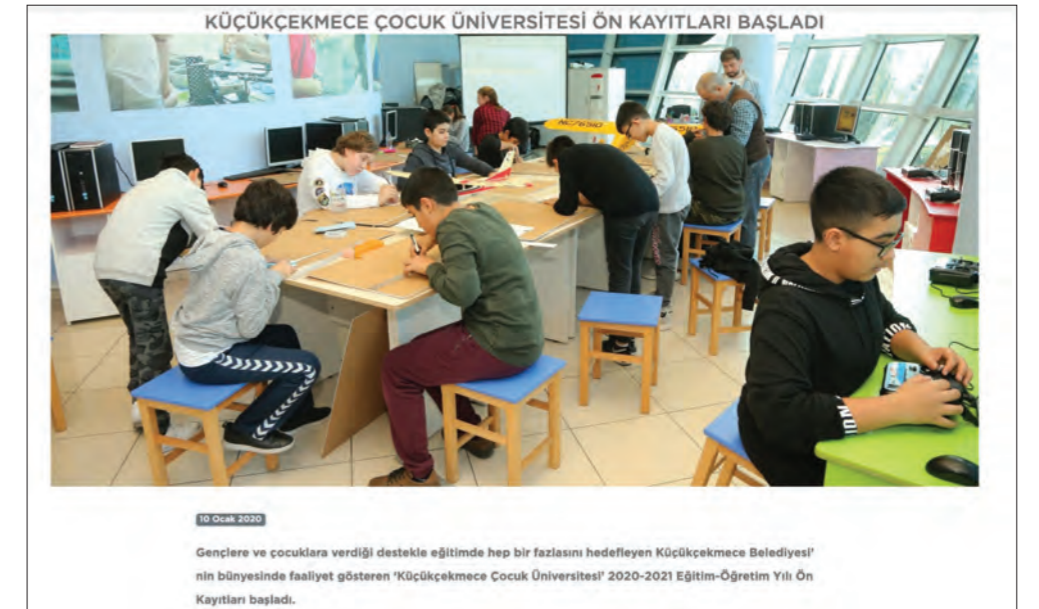 KÜÇÜKÇEKMECE ÇOCUK ÜNİVERSİTESİ ÖN KAYITLARI BAŞLADI
NC765IO
10 Ocak 2020
Gençlere ve çocuklara verdiği destekle eğitimde hep bir fazlasını hedefleyen Küçükçekmece Belediyesi'
nin bünyesinde faaliyet gösteren 'Küçükçekmece Çocuk Üniversitesi' 2020-2021 Eğitim-Öğretim Yılı Ön
Kayıtları başladı.